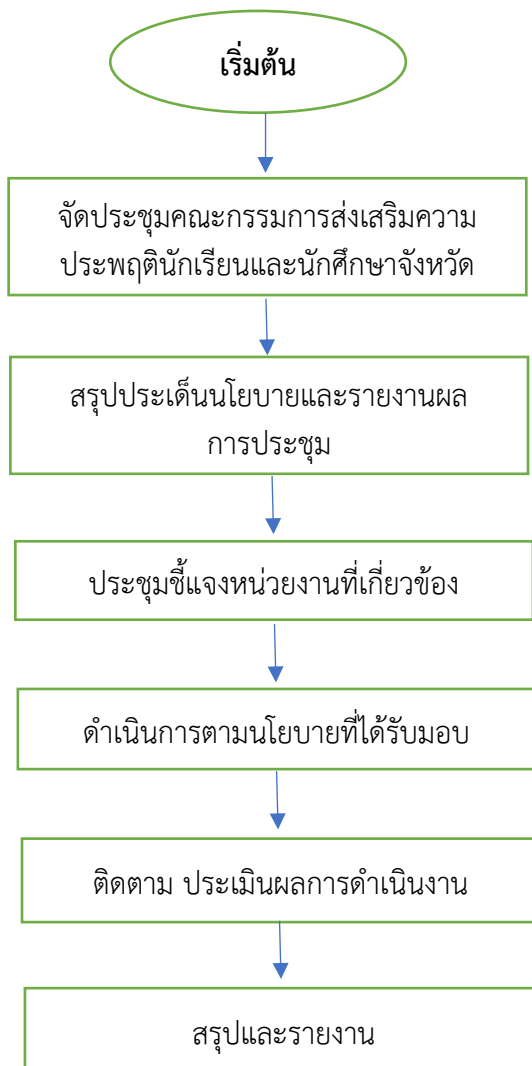 เริ่มต้น
จัดประชุมคณะกรรมการส่งเสริมความ
ประพฤตินักเรียนและนักศึกษาจังหวัด
สรุปประเด็นนโยบายและรายงานผล
การประชุม
ประชุมชี้แจงหน่วยงานที่เกี่ยวข้อง
ดำเนินการตามนโยบายที่ได้รับมอบ
ติดตาม ประเมินผลการดำเนินงาน
สรุปและรายงาน